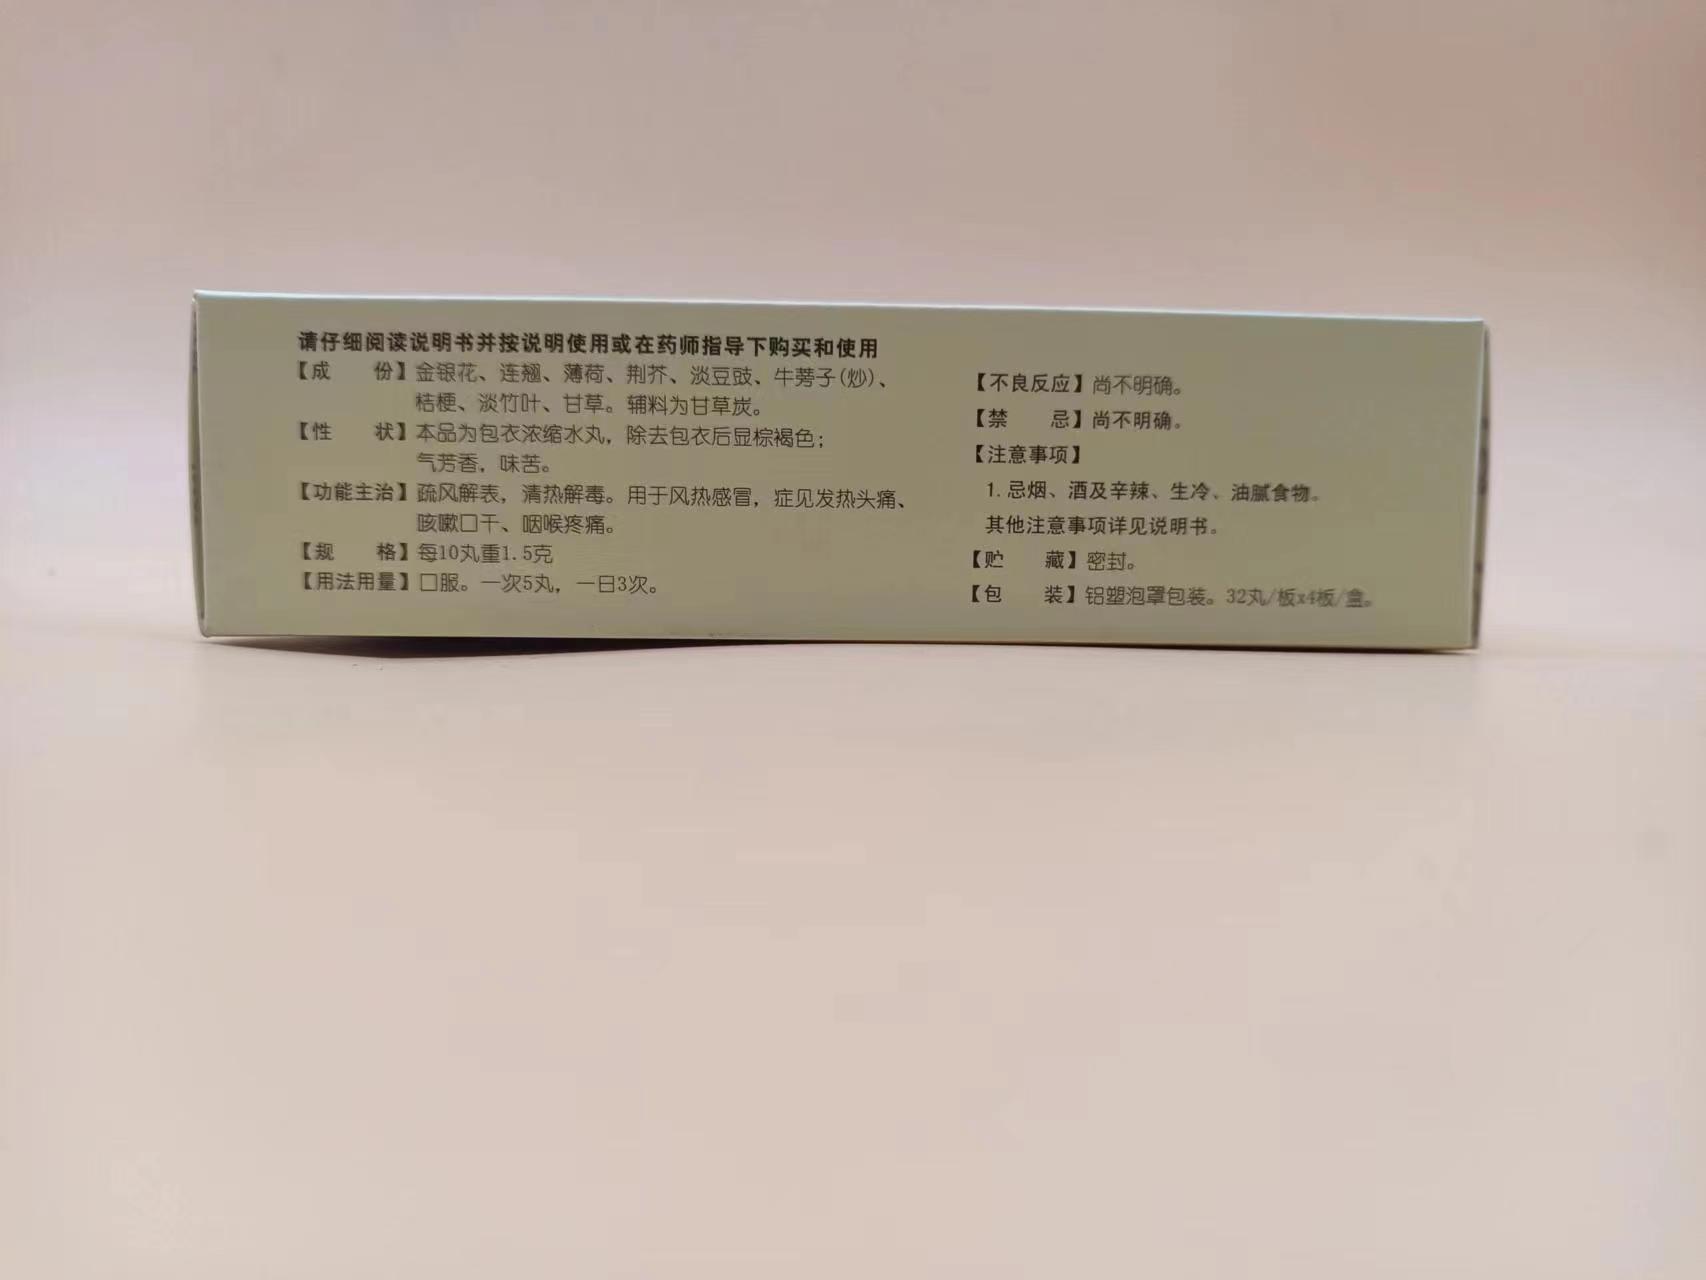 请仔细阅读说明书并按说明使用或在药师指导下购买和使用
【成　　份】金银花、连翘、薄荷、荆芥、淡豆豉、牛蒡子(炒)、
桔梗、淡竹叶、甘草。辅料为甘草炭。
【性　　状】本品为包衣浓缩水丸，除去包衣后显棕褐色；
气芳香，味苦。
【功能主治】疏风解表，清热解毒。用于风热感冒，症见发热头痛、
咳嗽口干、咽喉疼痛。
【规　　格】每10丸重1.5克
【用法用量】口服。一次5丸，一日3次。
【不良反应】尚不明确。
【禁　　忌】尚不明确。
【注意事项】
1.忌烟、酒及辛辣、生冷、油腻食物。
其他注意事项详见说明书。
【贮　　藏】密封。
【包　　装】铝塑泡罩包装。32丸/板x4板/盒。